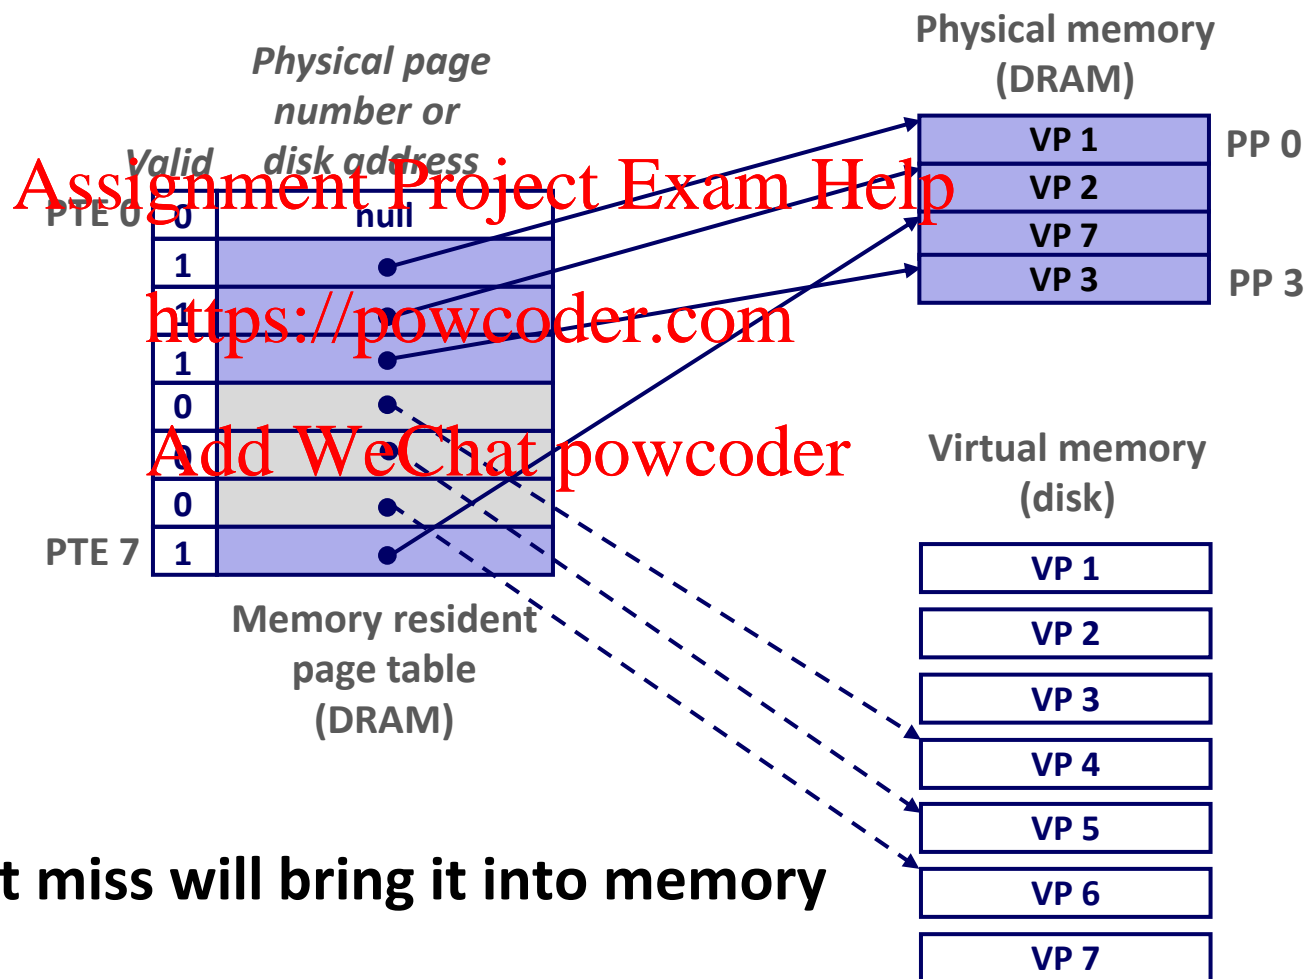 Physical memory
(DRAM)
Physical page
number or
disk address
Valid
VP 1
PP 0
VP 2
VP 7
VP 3
PP 3
Assignment Project Exam Help
PTE 0
0
null
1
1
https://powcoder.com
1
0
0
Add WeChat powcoder
0
PTE 7
1
Memory resident
page table
(DRAM)
Virtual memory
(disk)
VP 1
VP 2
VP 3
VP 4
VP 5
VP 6
VP 7
t miss will bring it into memory